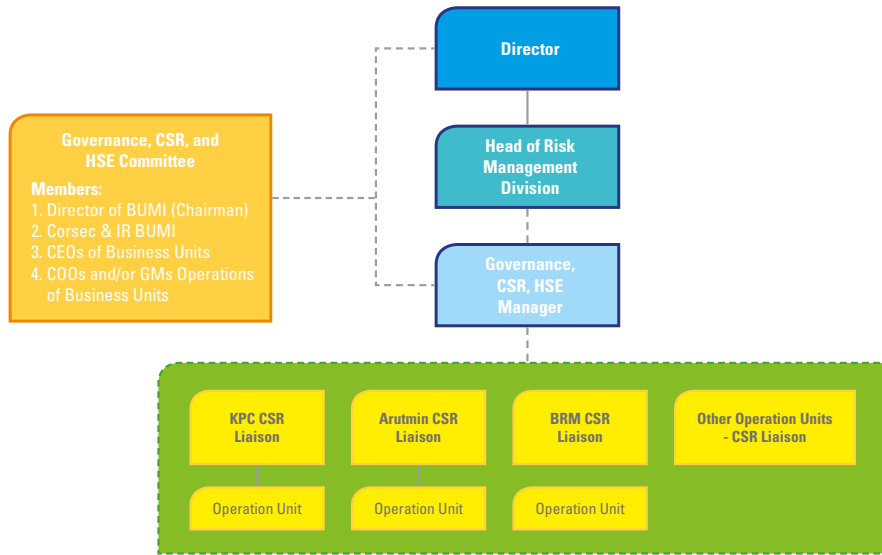 Director
Governance, CSR, and
HSE Committee
Members:
1. Director of BUMI (Chairman)
2. Corsec & IR BUMI
3. CEOs of Business Units
4. COOs and/or GMs Operations
of Business Units
Head of Risk
Management
Division
Governance,
CSR, HSE
Manager
KPC CSR
Liaison
Arutmin CSR
Liaison
BRM CSR
Liaison
Other Operation Units
- CSR Liaison
Operation Unit
Operation Unit
Operation Unit